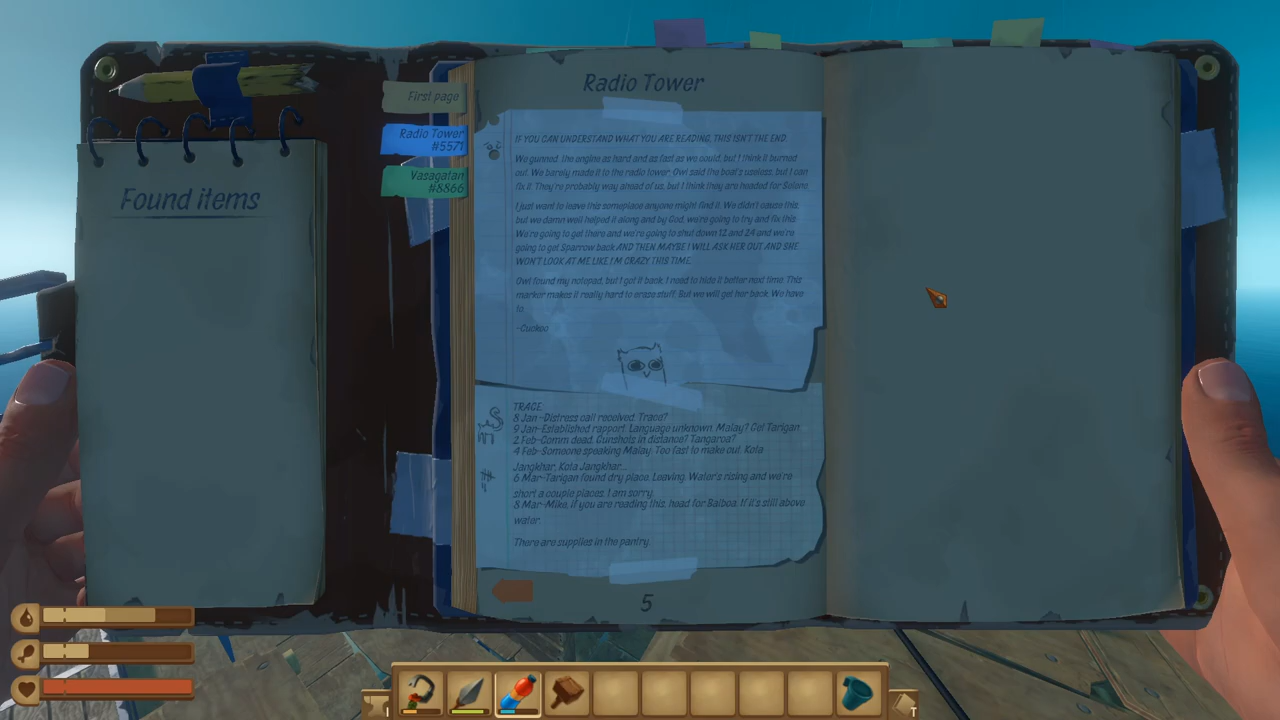 Found items
First page
Radio Tower
#5571
Vasagatan
#8866
Radio Tower
IF YOU CAN UNDERSTAND WHAT YOU ARE READING, THIS ISN'T THE END.
We gunned the engine as hard and as fast as we could, but I think it burned
out. We barely made it to the radio tower. Owl said the boat's useless, but I can
fix it. They're probably way ahead of us, but I think they are headed for Selene.
I just want to leave this someplace anyone might find it. We didn't cause this,
but we damn well helped it along and by God, we're going to try and fix this.
We're going to get there and we're going to shut down 12 and 24 and we're
going to get Sparrow back AND THEN MAYBE I WILL ASK HER OUT AND SHE
WON'T LOOK AT ME LIKE I'M CRAZY THIS TIME.
Owl found my notepad, but I got it back. I need to hide it better next time. This
marker makes it really hard to erase stuff. But we will get her back. We have
to.
-Cuckoo
TRACE:
8 Jan-Distress call received. Trace?
9 Jan-Established rapport. Language unknown. Malay? Get Tarigan.
2 Feb-Comm dead. Gunshots in distance? Tangaroa?
4 Feb-Someone speaking Malay. Too fast to make out. Kota
Jangkhar, Kota Jangkhar...
6 Mar-Tarigan found dry place. Leaving. Water's rising and we're
short a couple places. I am sorry.
8 Mar-Mike, if you are reading this, head for Balboa. If it's still above
water.
There are supplies in the pantry
5
T